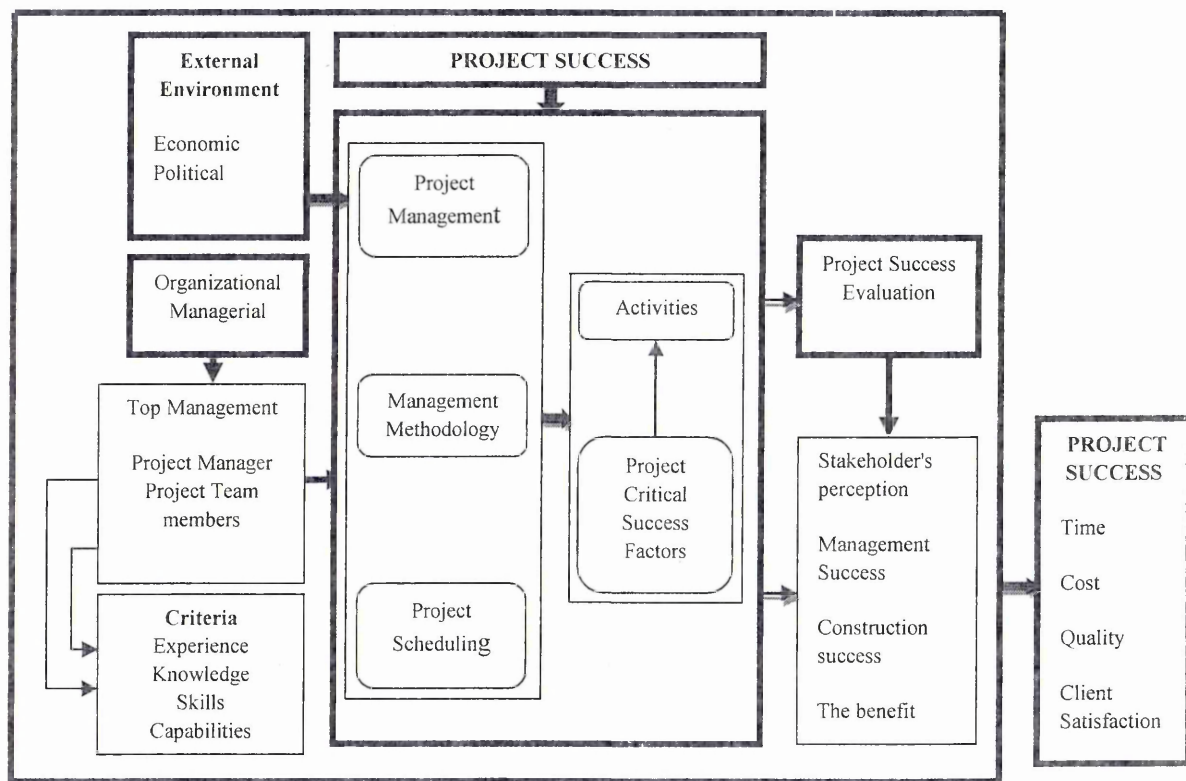 External
Environment
Economic
Political
PROJECT SUCCESS
Project
Management
Organizational
Managerial
Top Management
Project Manager
Project Team
members
Criteria
Experience
Knowledge
Skills
Capabilities
Management
Methodology
Project
Scheduling
Activities
Project
Critical
Success
Factors
Project Success
Evaluation
Stakeholder's
perception
Management
Success
Construction
success
The benefit
PROJECT
SUCCESS
Time
Cost
Quality
Client
Satisfaction